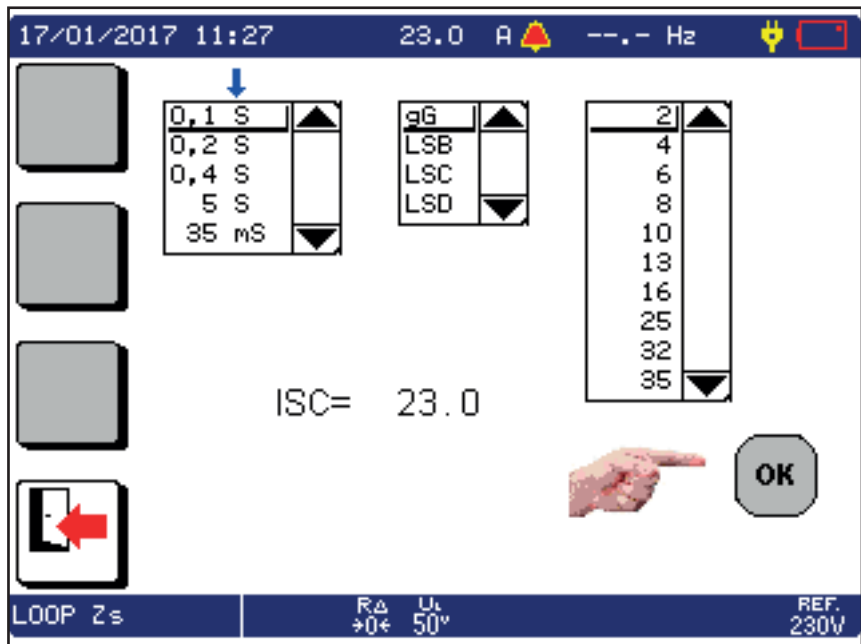 17/01/2017 11:27 23.0 A --.- Hz
0,1 S
0,2 S
0,4 S
5 S
35 mS
gG
LSB
LSC
LSD
2
4
6
8
10
13
16
25
32
35
ISC= 23.0
OK
LOOP Zs
RΔ
→0←
UL
50V
REF.
230V